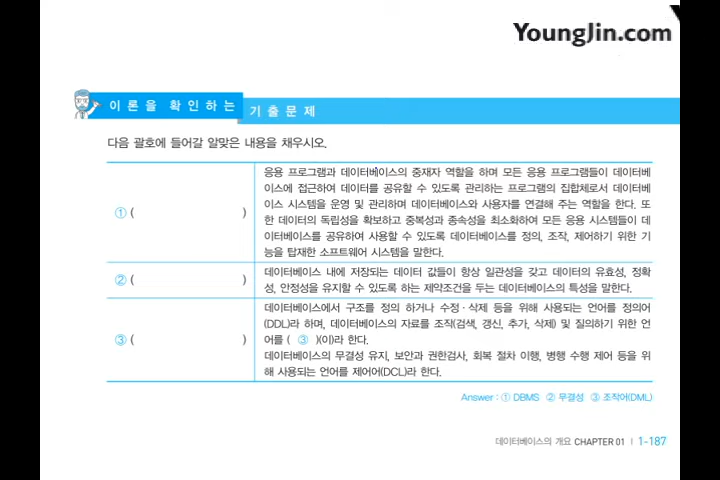 YoungJin.com
이론을 확인하는 기출문제
다음 괄호에 들어갈 알맞은 내용을 채우시오.
① ( )
응용 프로그램과 데이터베이스의 중재자 역할을 하며 모든 응용 프로그램들이 데이터베
이스에 접근하여 데이터를 공유할 수 있도록 관리하는 프로그램의 집합체로서 데이터베
이스 시스템을 운영 및 관리하며 데이터베이스와 사용자를 연결해 주는 역할을 한다. 또
한 데이터의 독립성을 확보하고 중복성과 종속성을 최소화하여 모든 응용 시스템들이 데
이터베이스를 공유하여 사용할 수 있도록 데이터베이스를 정의, 조작, 제어하기 위한 기
능을 탑재한 소프트웨어 시스템을 말한다.
② ( )
데이터베이스 내에 저장되는 데이터 값들이 항상 일관성을 갖고 데이터의 유효성, 정확
성, 안정성을 유지할 수 있도록 하는 제약조건을 두는 데이터베이스의 특성을 말한다.
③ ( )
데이터베이스에서 구조를 정의 하거나 수정·삭제 등을 위해 사용되는 언어를 정의어
(DDL)라 하며, 데이터베이스의 자료를 조작(검색, 갱신, 추가, 삭제) 및 질의하기 위한 언
어를 ( ③ )(이)라 한다.
데이터베이스의 무결성 유지, 보안과 권한검사, 회복 절차 이행, 병행 수행 제어 등을 위
해 사용되는 언어를 제어어(DCL)라 한다.
Answer : ① DBMS ② 무결성 ③ 조작어(DML)
데이터베이스의 개요 CHAPTER 01 | 1-187